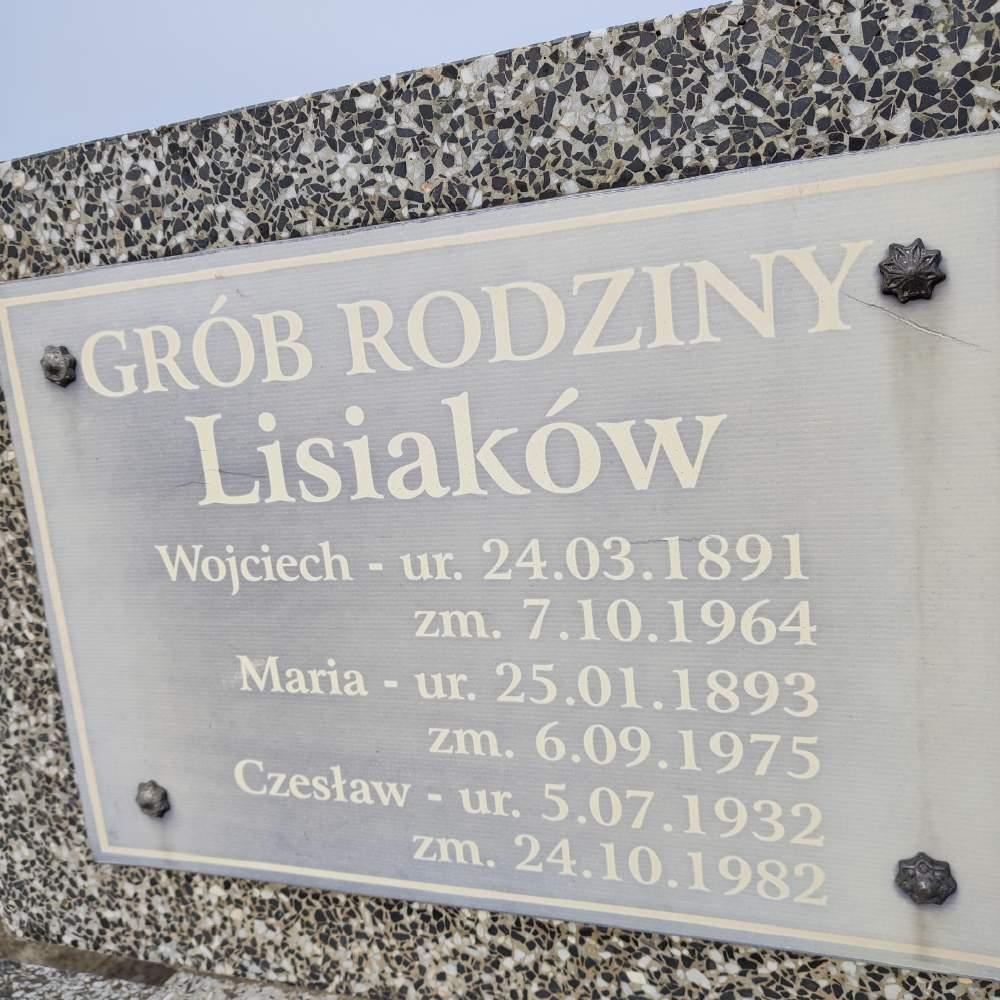 GRÓB RODZINY
Lisiaków
Wojciech - ur. 24.03.1891
zm. 7.10.1964
Maria - ur. 25.01.1893
zm. 6.09.1975
Czesław - ur. 5.07.1932
zm. 24.10.1982